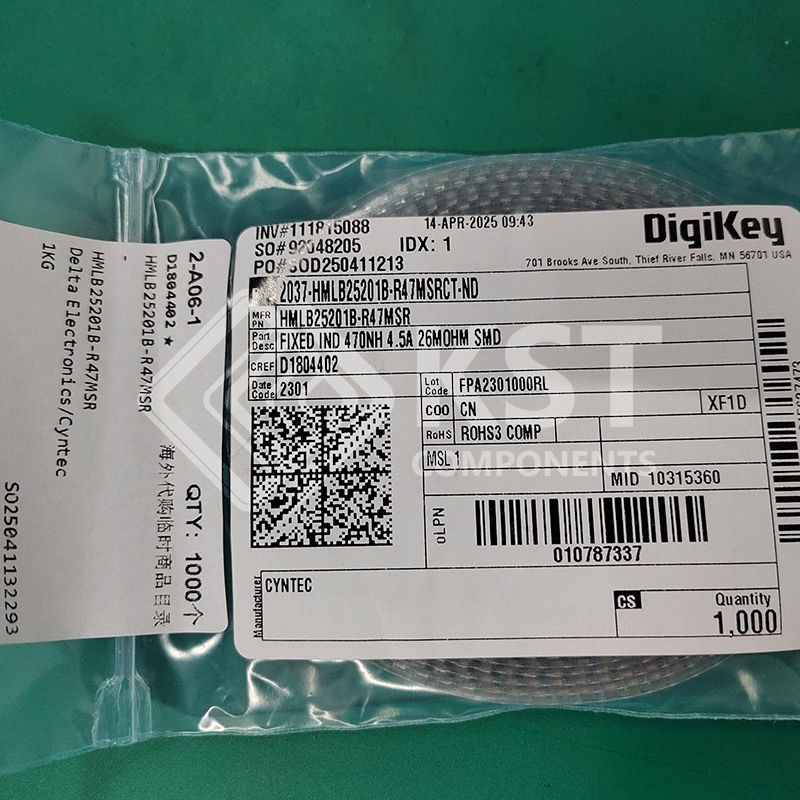 INV#111815088
14-APR-2025 09:43
DigiKey
SO#92048205
IDX: 1
701 Brooks Ave South, Thief River Falls, MN 56701 USA
PO#SOD250411213
2037-HMLB25201B-R47MSRCT-ND
MFR PN HMLB25201B-R47MSR
Part Desc FIXED IND 470NH 4.5A 26MOHM SMD
CREF D1804402
Date Code 2301
Lot Code FPA2301000RL
COO CN
XF1D
RoHS ROHS3 COMP
MSL 1
MID 10315360
oLPN
010787337
Manufacturer CYNTEC
CS
Quantity
1,000
2-A06-1
D1804402 ★
HMLB25201B-R47MSR
-
HMLB25201B-R47MSR
Delta Electronics/Cyntec
1KG
QTY: 1000个
海外代购临时商品目录
SO25041132293
KST
COMPONENTS